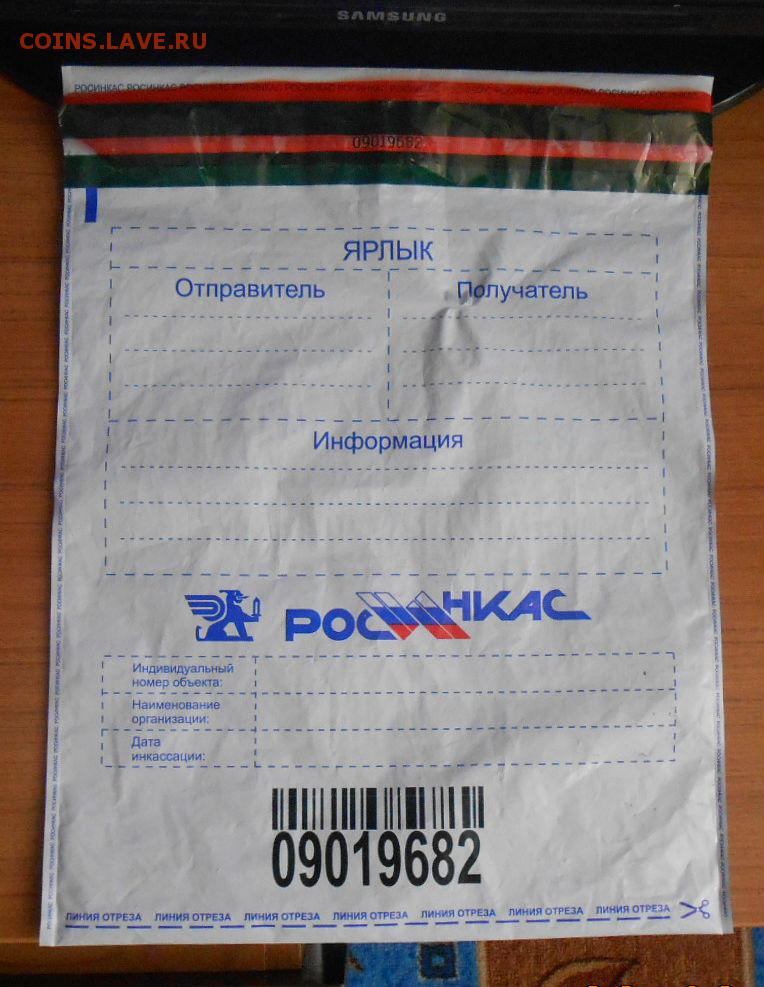 SAMSUNG
COINS.LAVE.RU
РОСИНКАС РОСИНКАС РОСИНКАС РОСИНКАС РОСИНКАС
09019682
ЯРЛЫК
Отправитель Получатель
Информация
РОСИНКАС
Индивидуальный
номер объекта:
Наименование
организации:
Дата
инкассации:
09019682
ЛИНИЯ ОТРЕЗА ЛИНИЯ ОТРЕЗА ЛИНИЯ ОТРЕЗА ЛИНИЯ ОТРЕЗА ЛИНИЯ ОТРЕЗА ЛИНИЯ ОТРЕЗА ЛИНИЯ ОТРЕЗА